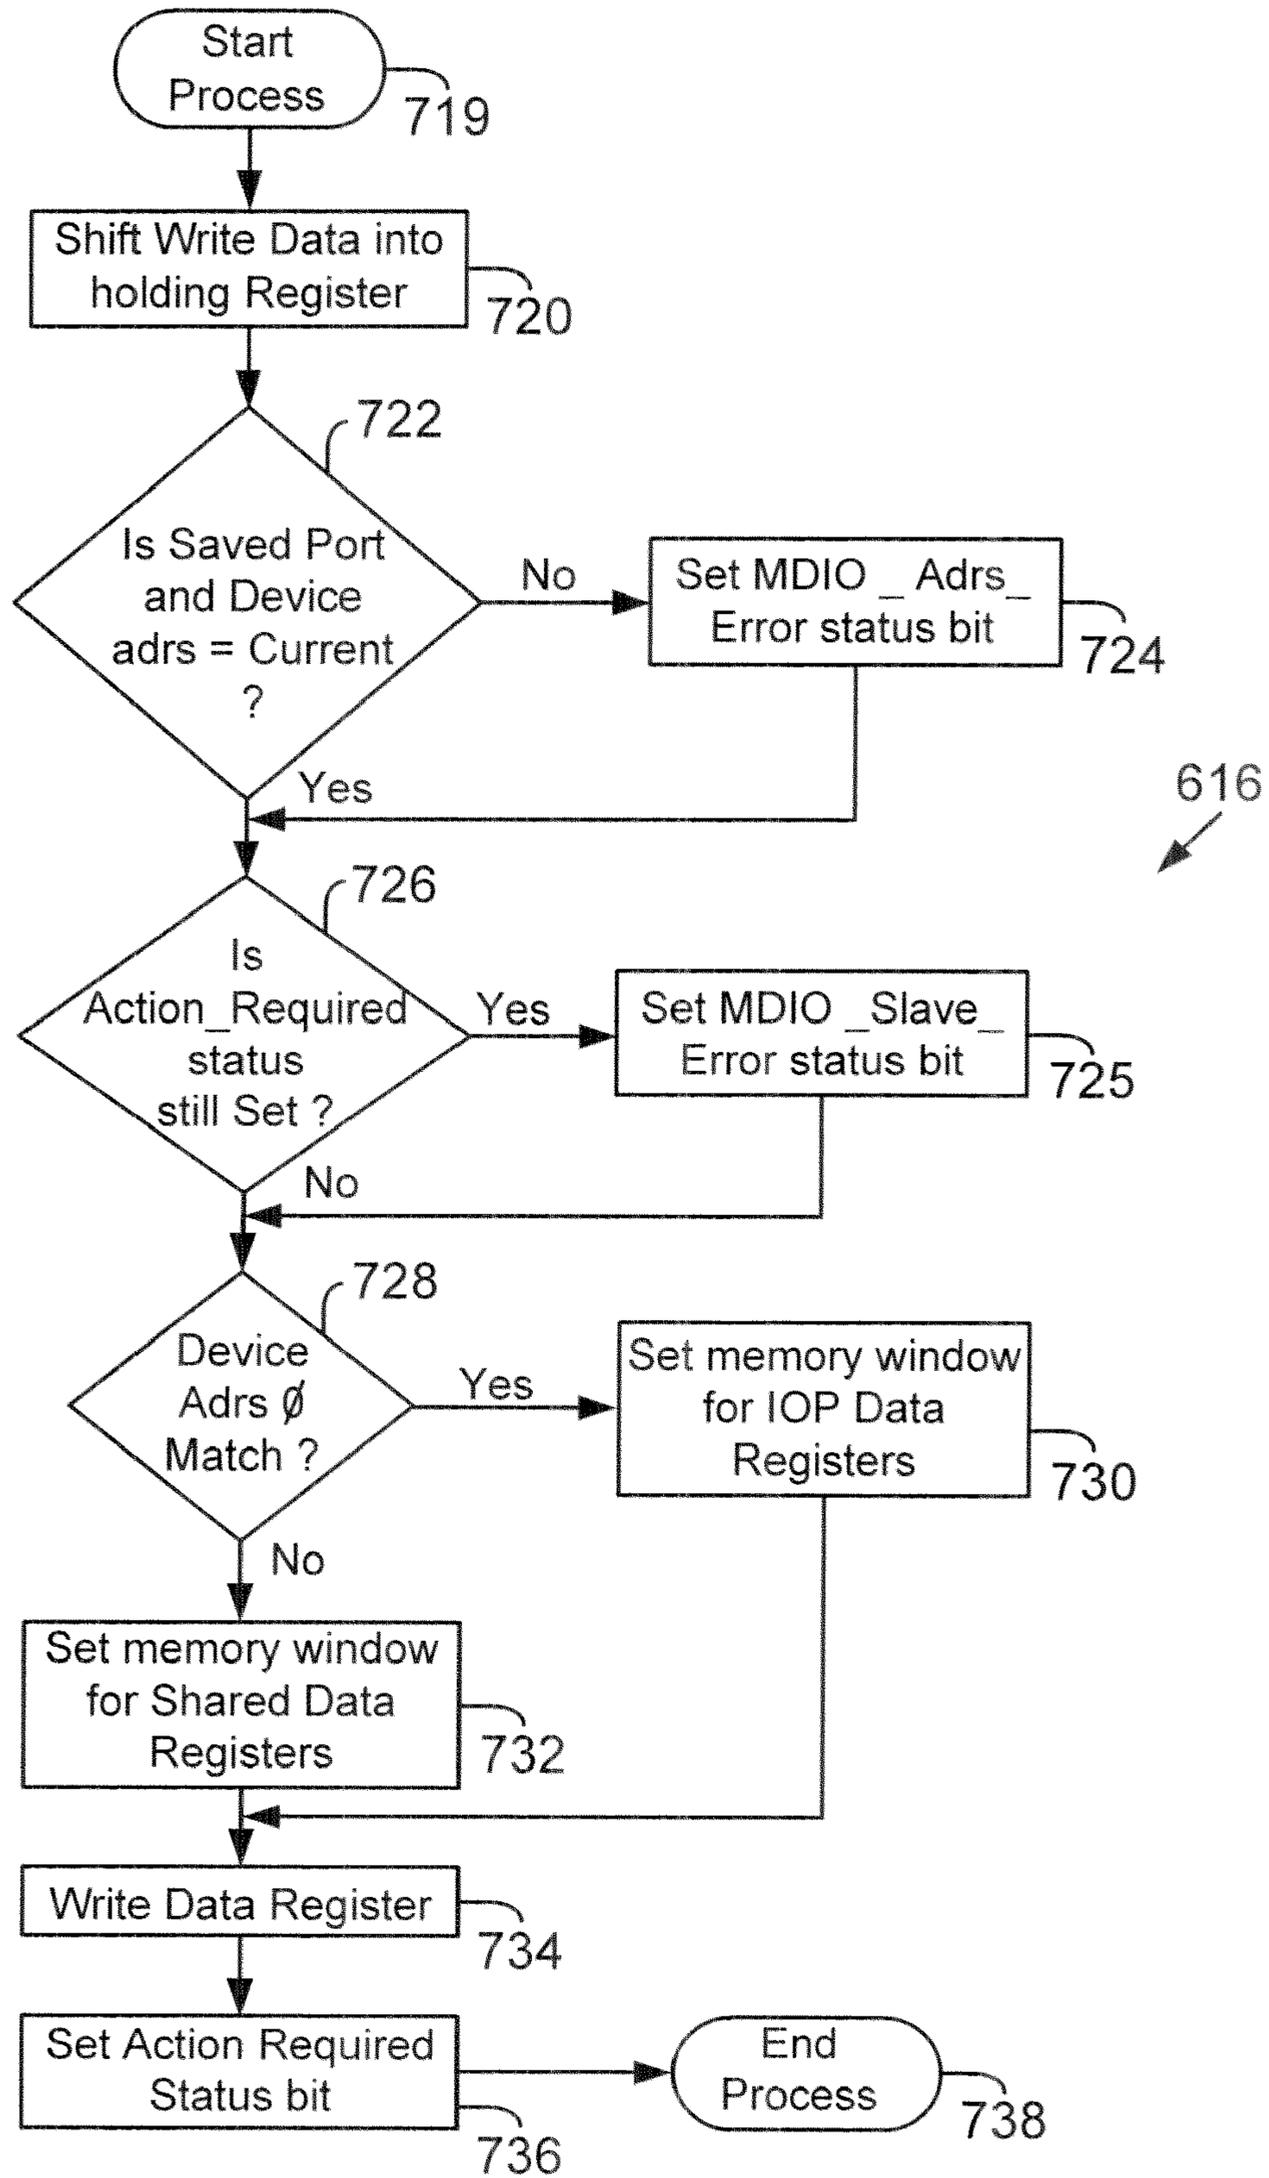 Start
Process
719
Shift Write Data into
holding Register
720
722
Is Saved Port
and Device
adrs = Current
?
No
Set MDIO _ Adrs_
Error status bit
724
Yes
616
726
Is
Action_Required
status
still Set ?
Yes
Set MDIO _Slave_
Error status bit
725
No
728
Device
Adrs Ø
Match ?
Yes
Set memory window
for IOP Data
Registers
730
No
Set memory window
for Shared Data
Registers
732
Write Data Register
734
Set Action Required
Status bit
736
End
Process
738